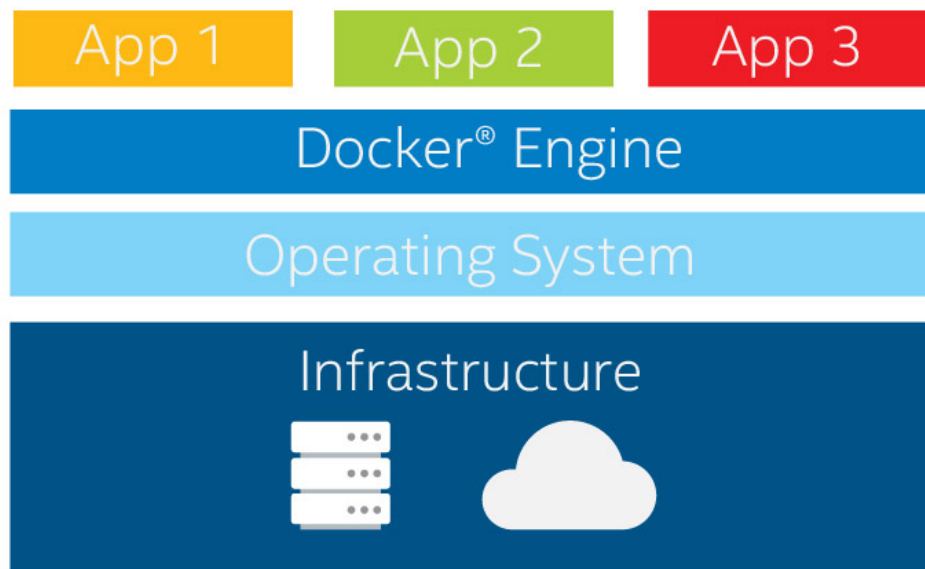 App 1 App 2 App 3
Docker® Engine
Operating System
Infrastructure